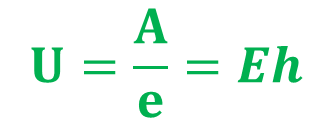 U = A/e = Eh